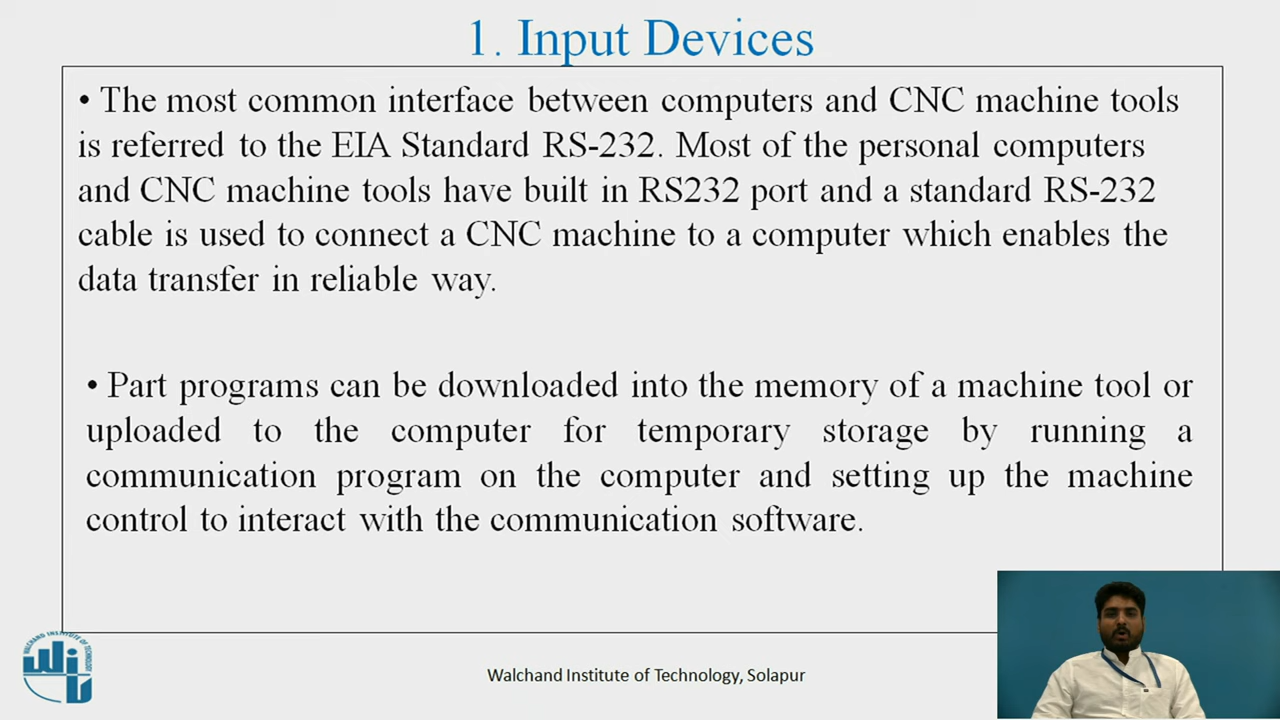 1. Input Devices
• The most common interface between computers and CNC machine tools
is referred to the EIA Standard RS-232. Most of the personal computers
and CNC machine tools have built in RS232 port and a standard RS-232
cable is used to connect a CNC machine to a computer which enables the
data transfer in reliable way.
• Part programs can be downloaded into the memory of a machine tool or
uploaded to the computer for temporary storage by running a
communication program on the computer and setting up the machine
control to interact with the communication software.
WALCHAND INSTITUTE OF TECHNOLOGY
WIT
Walchand Institute of Technology, Solapur